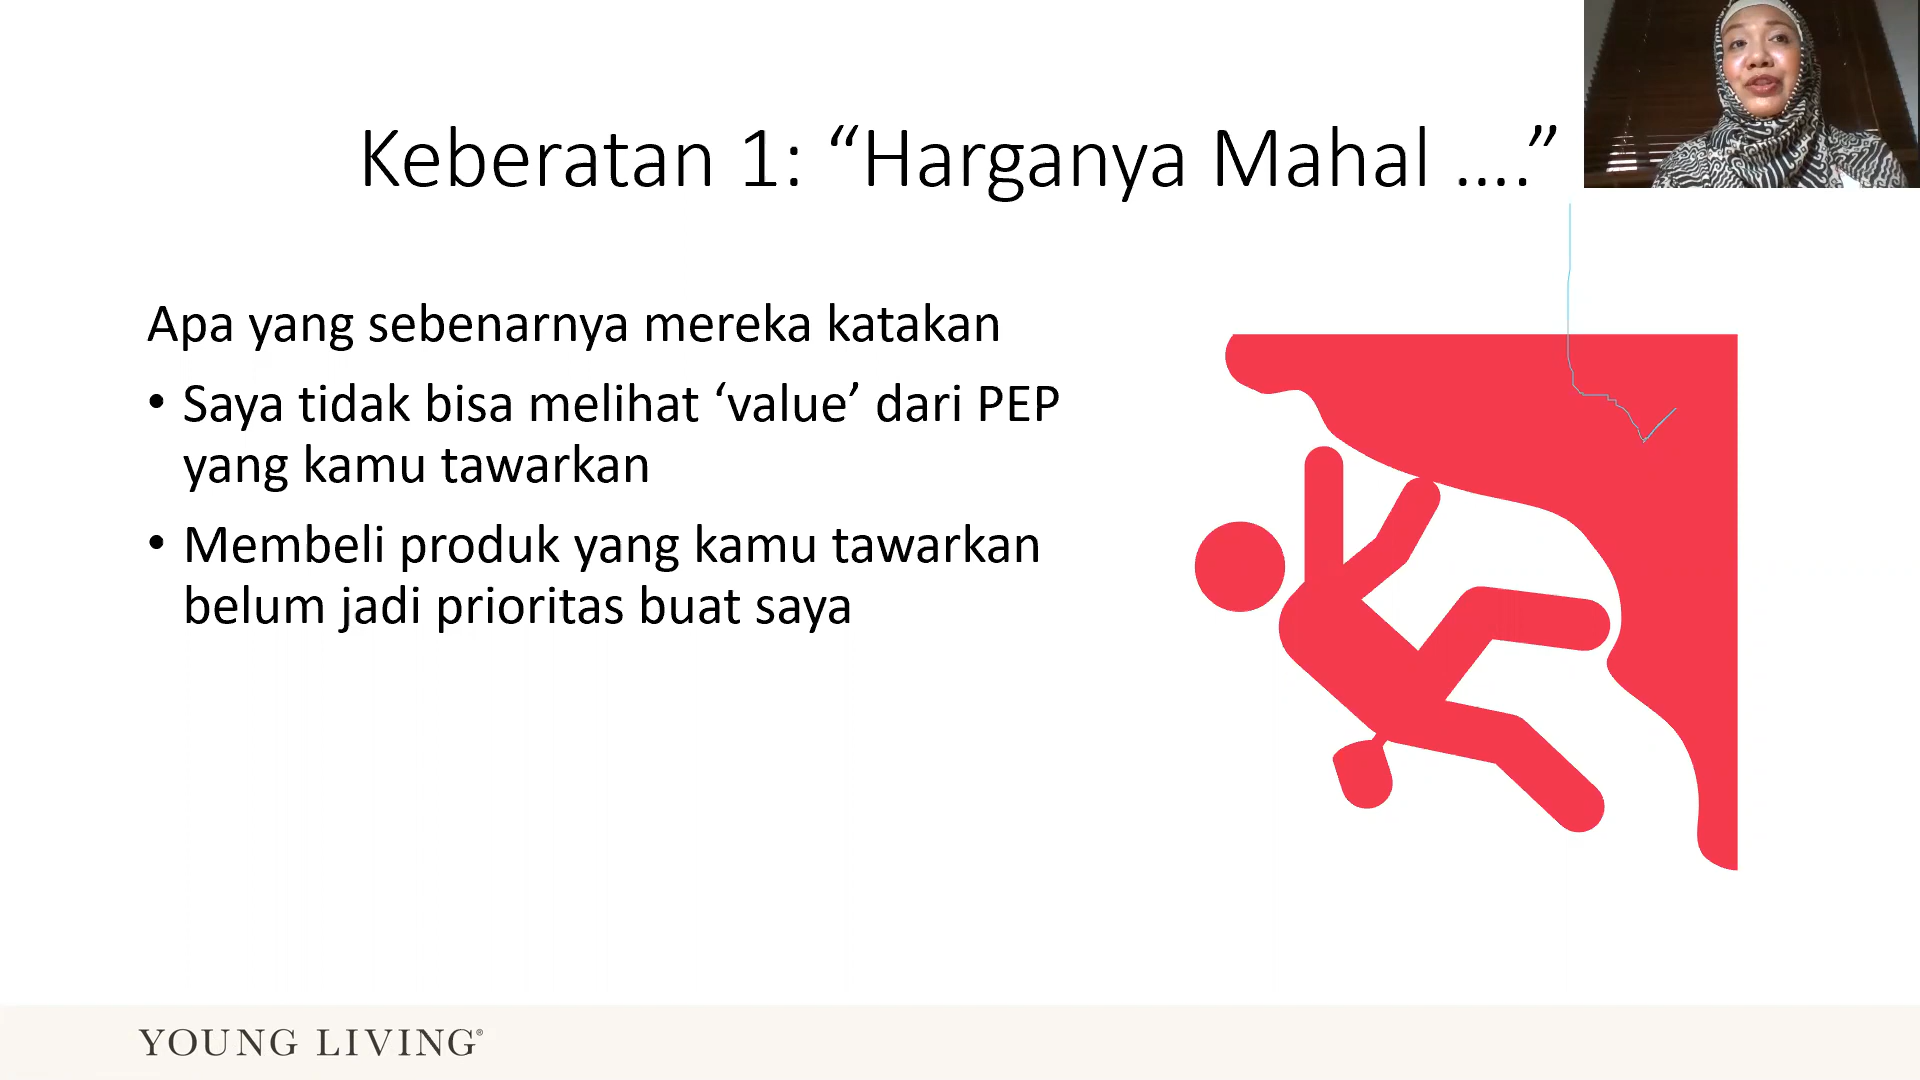 Keberatan 1: “Harganya Mahal ....”
Apa yang sebenarnya mereka katakan
• Saya tidak bisa melihat ‘value’ dari PEP
yang kamu tawarkan
• Membeli produk yang kamu tawarkan
belum jadi prioritas buat saya
YOUNG LIVING®